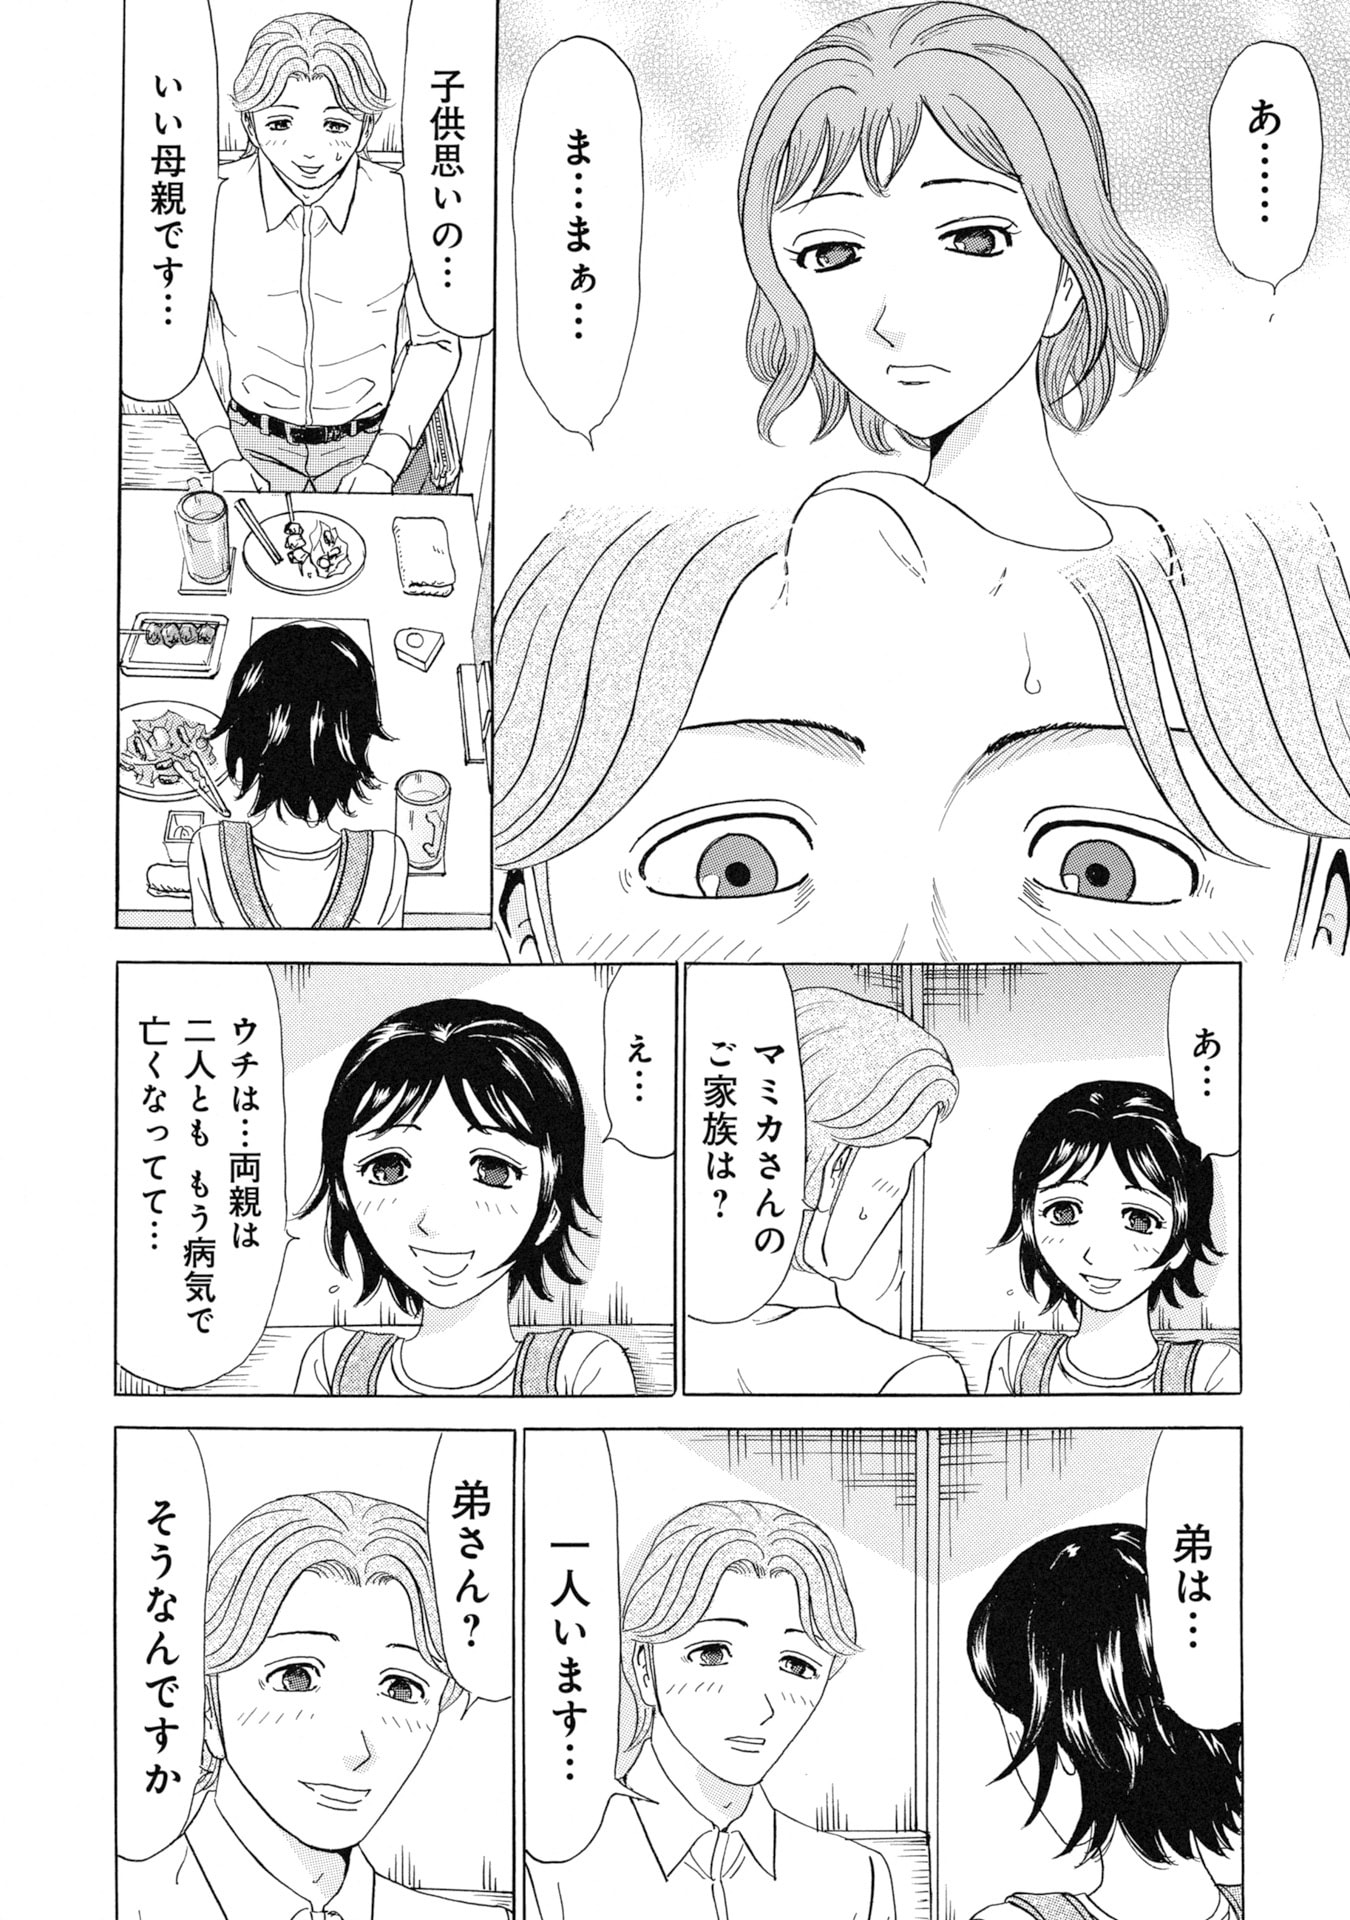 あ……
ま…まぁ…
子供思いの…
いい母親です…
あ…
マミカさんの
ご家族は?
え…
ウチは…両親は
二人とも もう病気で
亡くなってて…
弟は…
一人います…
弟さん?
そうなんですか